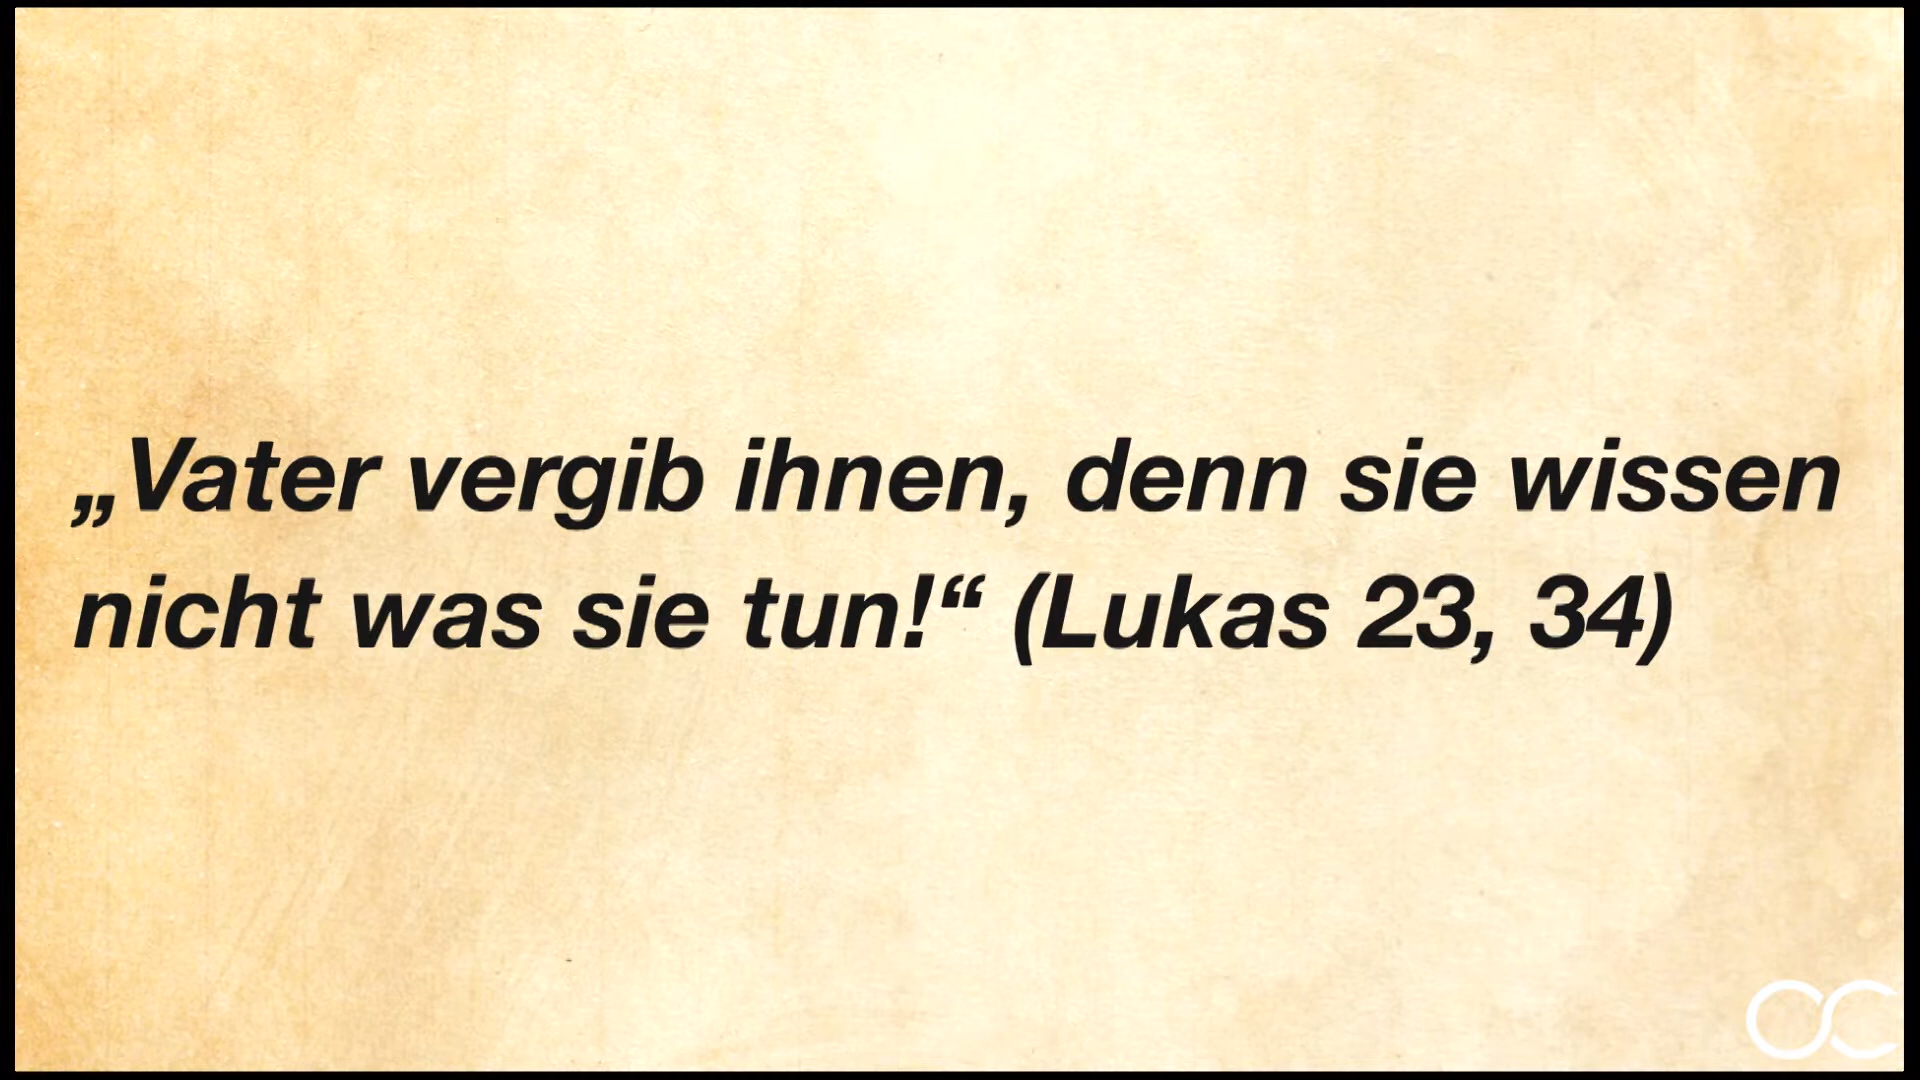 „Vater vergib ihnen, denn sie wissen
nicht was sie tun!“ (Lukas 23, 34)